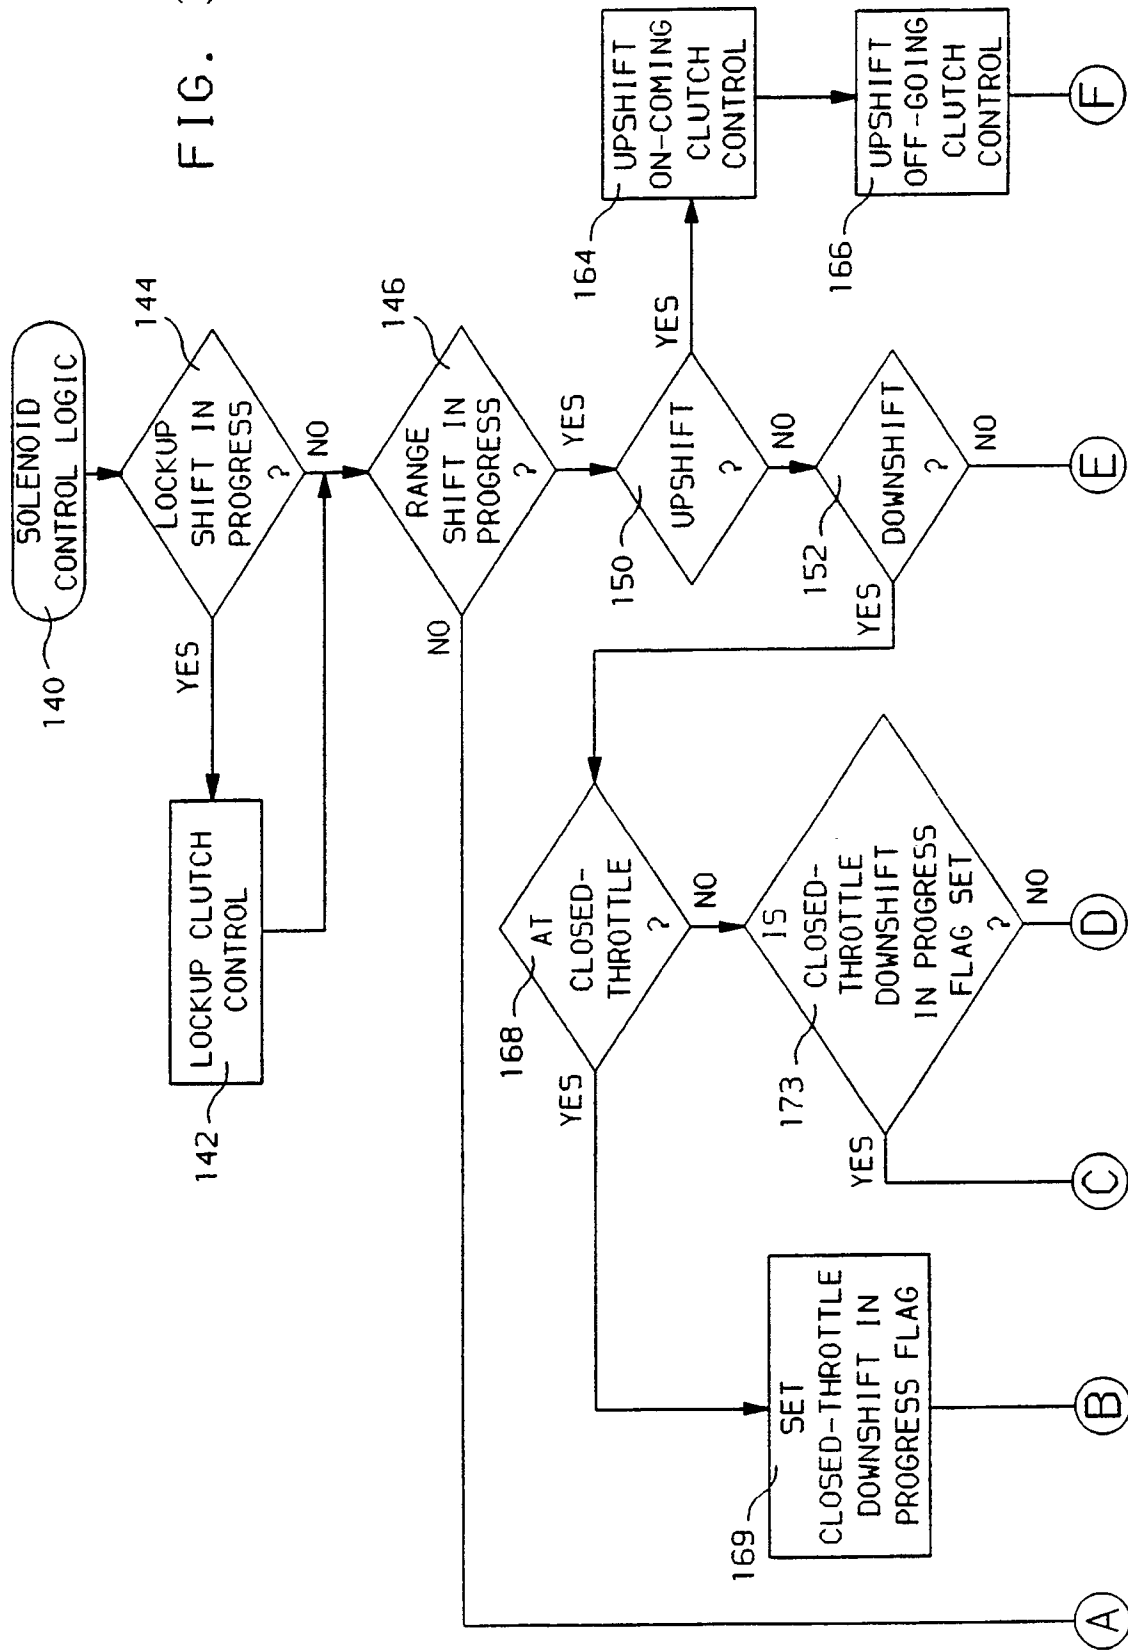 FIG.
SOLENOID
CONTROL LOGIC
140
144
LOCKUP
SHIFT IN
PROGRESS
?
YES
NO
LOCKUP CLUTCH
CONTROL
142
146
RANGE
SHIFT IN
PROGRESS
?
NO
YES
150
UPSHIFT
?
YES
NO
164
UPSHIFT
ON-COMING
CLUTCH
CONTROL
166
UPSHIFT
OFF-GOING
CLUTCH
CONTROL
152
DOWNSHIFT
?
YES
NO
168
AT
CLOSED-
THROTTLE
?
YES
NO
173
IS
CLOSED-
THROTTLE
DOWNSHIFT
IN PROGRESS
FLAG SET
?
YES
NO
169
SET
CLOSED-THROTTLE
DOWNSHIFT IN
PROGRESS FLAG
A
B
C
D
E
F